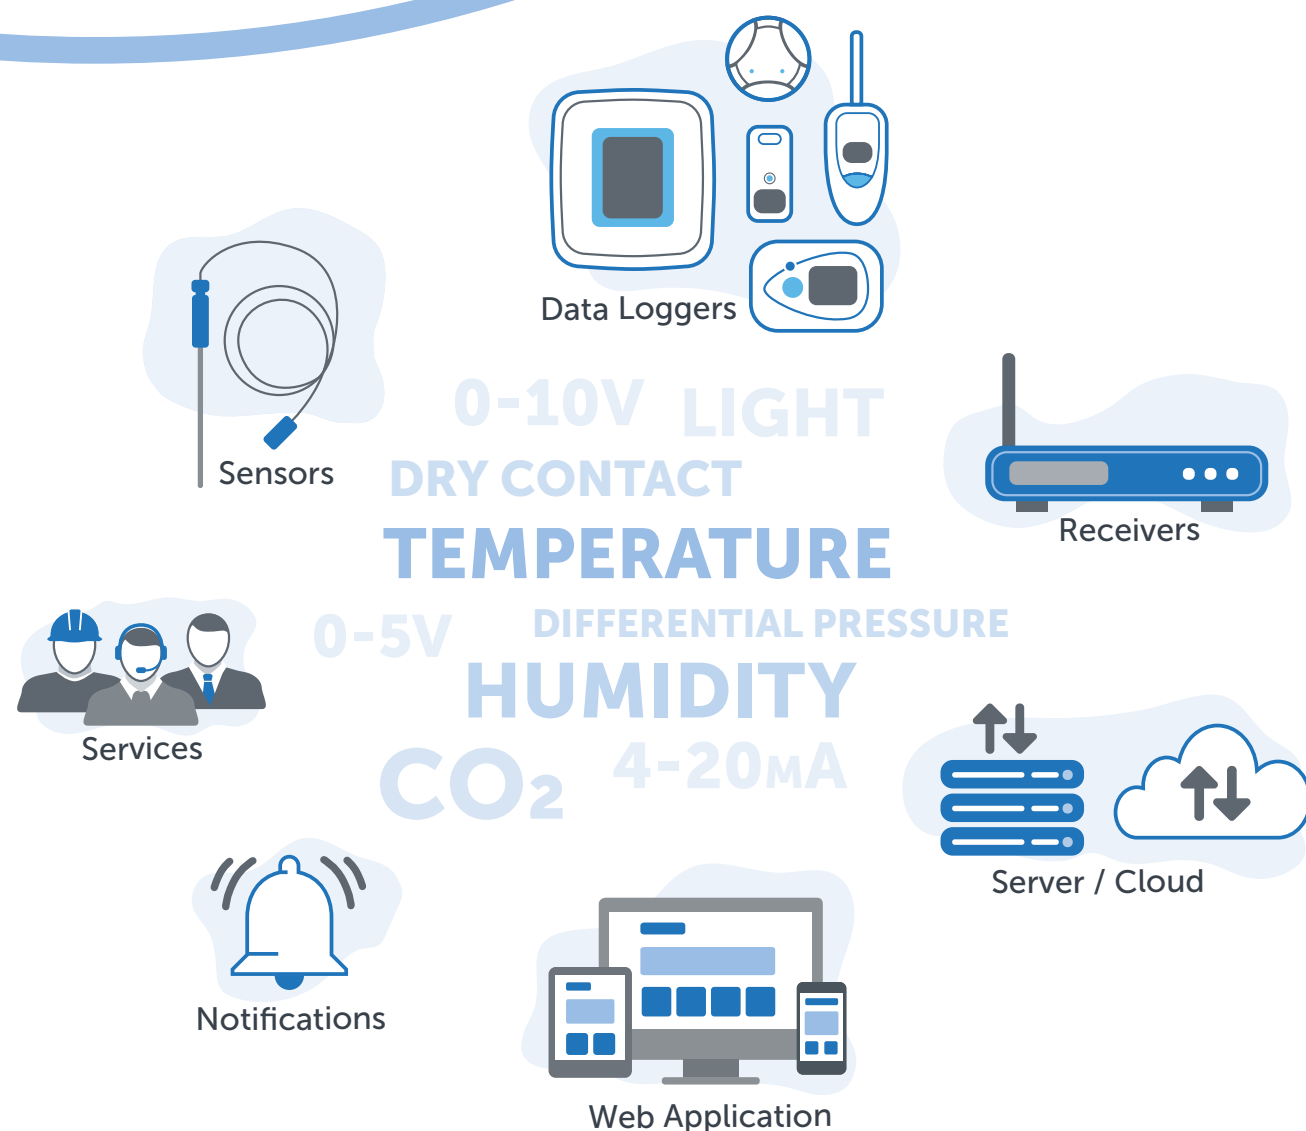 Data Loggers
Sensors
0-10V
LIGHT
DRY CONTACT
Receivers
TEMPERATURE
0-5V
DIFFERENTIAL PRESSURE
HUMIDITY
Services
CO₂
4-20MA
Server / Cloud
Notifications
Web Application